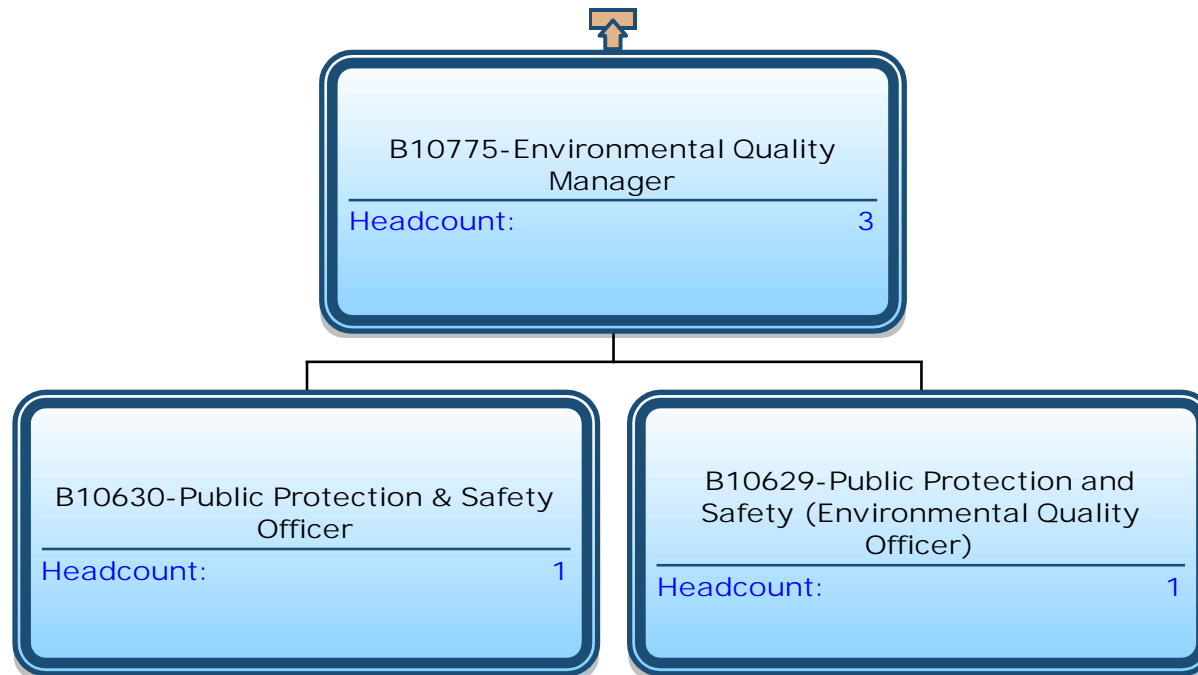 B10775-Environmental Quality
Manager
Headcount: 3
B10630-Public Protection & Safety
Officer
Headcount: 1
B10629-Public Protection and
Safety (Environmental Quality
Officer)
Headcount: 1